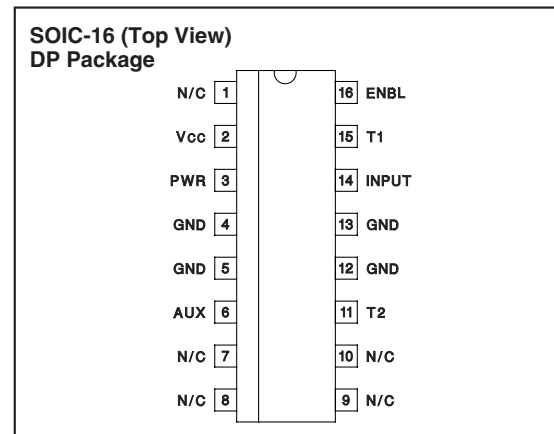 SOIC-16 (Top View)
DP Package
N/C 1 16 ENBL
Vcc 2 15 T1
PWR 3 14 INPUT
GND 4 13 GND
GND 5 12 GND
AUX 6 11 T2
N/C 7 10 N/C
N/C 8 9 N/C